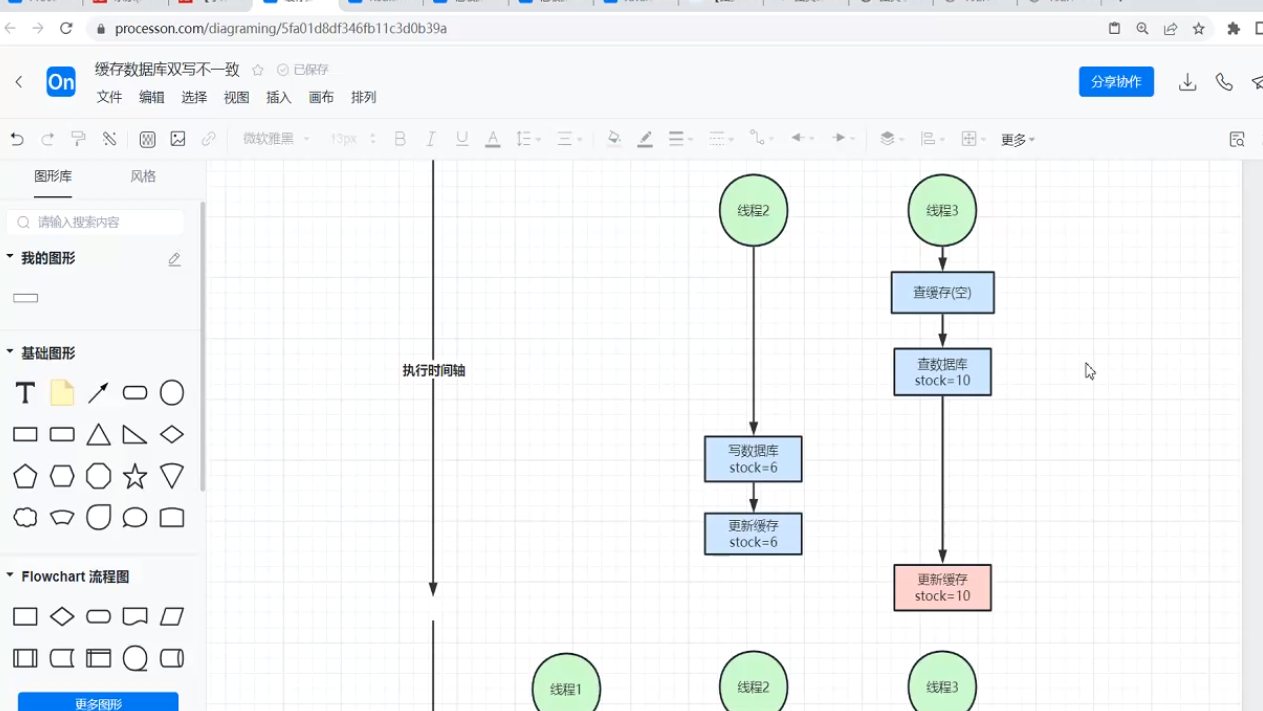 processon.com/diagraming/5fa01d8df346fb11c3d0b39a
On
缓存数据库双写不一致
已保存
文件
编辑
选择
视图
插入
画布
排列
分享协作
微软雅黑
13px
B
I
U
A
更多
图形库
风格
请输入搜索内容
我的图形
基础图形
T
Flowchart 流程图
更多图形
执行时间轴
线程2
线程3
查缓存(空)
查数据库
stock=10
写数据库
stock=6
更新缓存
stock=6
更新缓存
stock=10
线程1
线程2
线程3